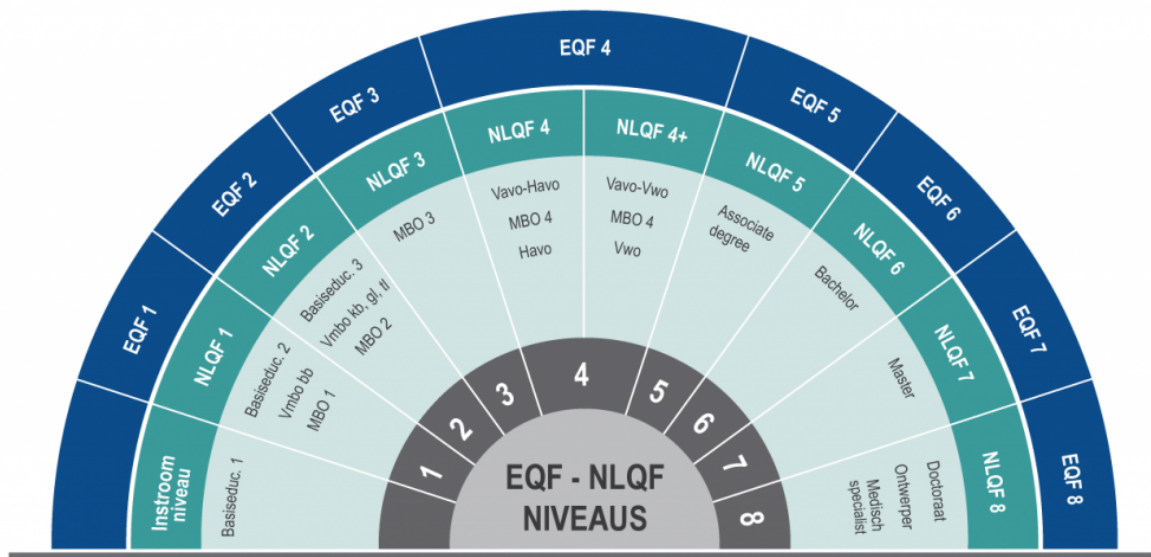 EQF 1
EQF 2
EQF 3
EQF 4
EQF 5
EQF 6
EQF 7
EQF 8
Instroom
niveau
NLQF 1
NLQF 2
NLQF 3
NLQF 4
NLQF 4+
NLQF 5
NLQF 6
NLQF 7
NLQF 8
Basiseduc. 1
Basiseduc. 2
Vmbo bb
MBO 1
Basiseduc. 3
Vmbo kb, gl, tl
MBO 2
MBO 3
Vavo-Havo
MBO 4
Havo
Vavo-Vwo
MBO 4
Vwo
Associate
degree
Bachelor
Master
Doctoraat
Ontwerper
Medisch
specialist
1
2
3
4
5
6
7
8
EQF - NLQF
NIVEAUS